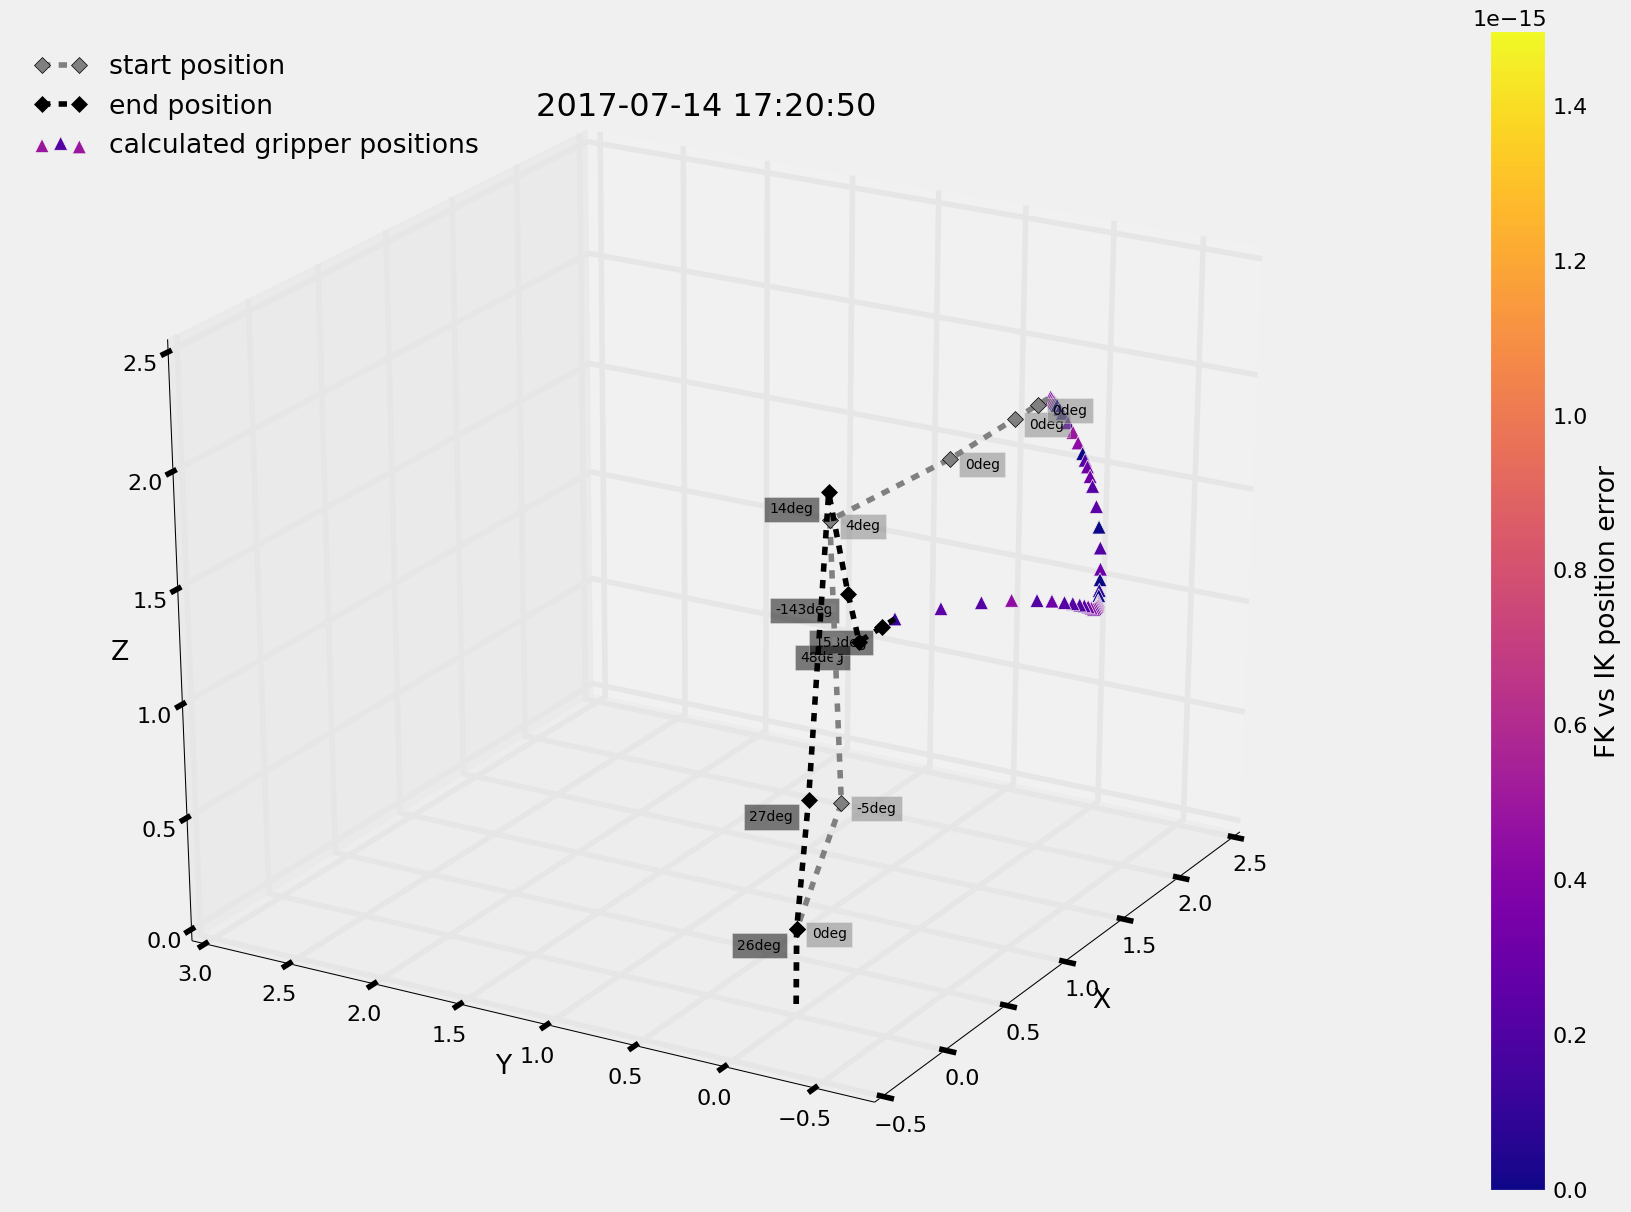 1e−15
start position
end position
calculated gripper positions
2017-07-14 17:20:50
1.4
1.2
1.0
0.8
0.6
0.4
0.2
0.0
FK vs IK position error
2.5
2.0
1.5
1.0
0.5
0.0
Z
3.0
2.5
2.0
1.5
1.0
0.5
0.0
−0.5
Y
2.5
2.0
1.5
1.0
0.5
0.0
−0.5
X
0deg
0deg
0deg
14deg
4deg
-143deg
153deg
48deg
27deg
-5deg
26deg
0deg